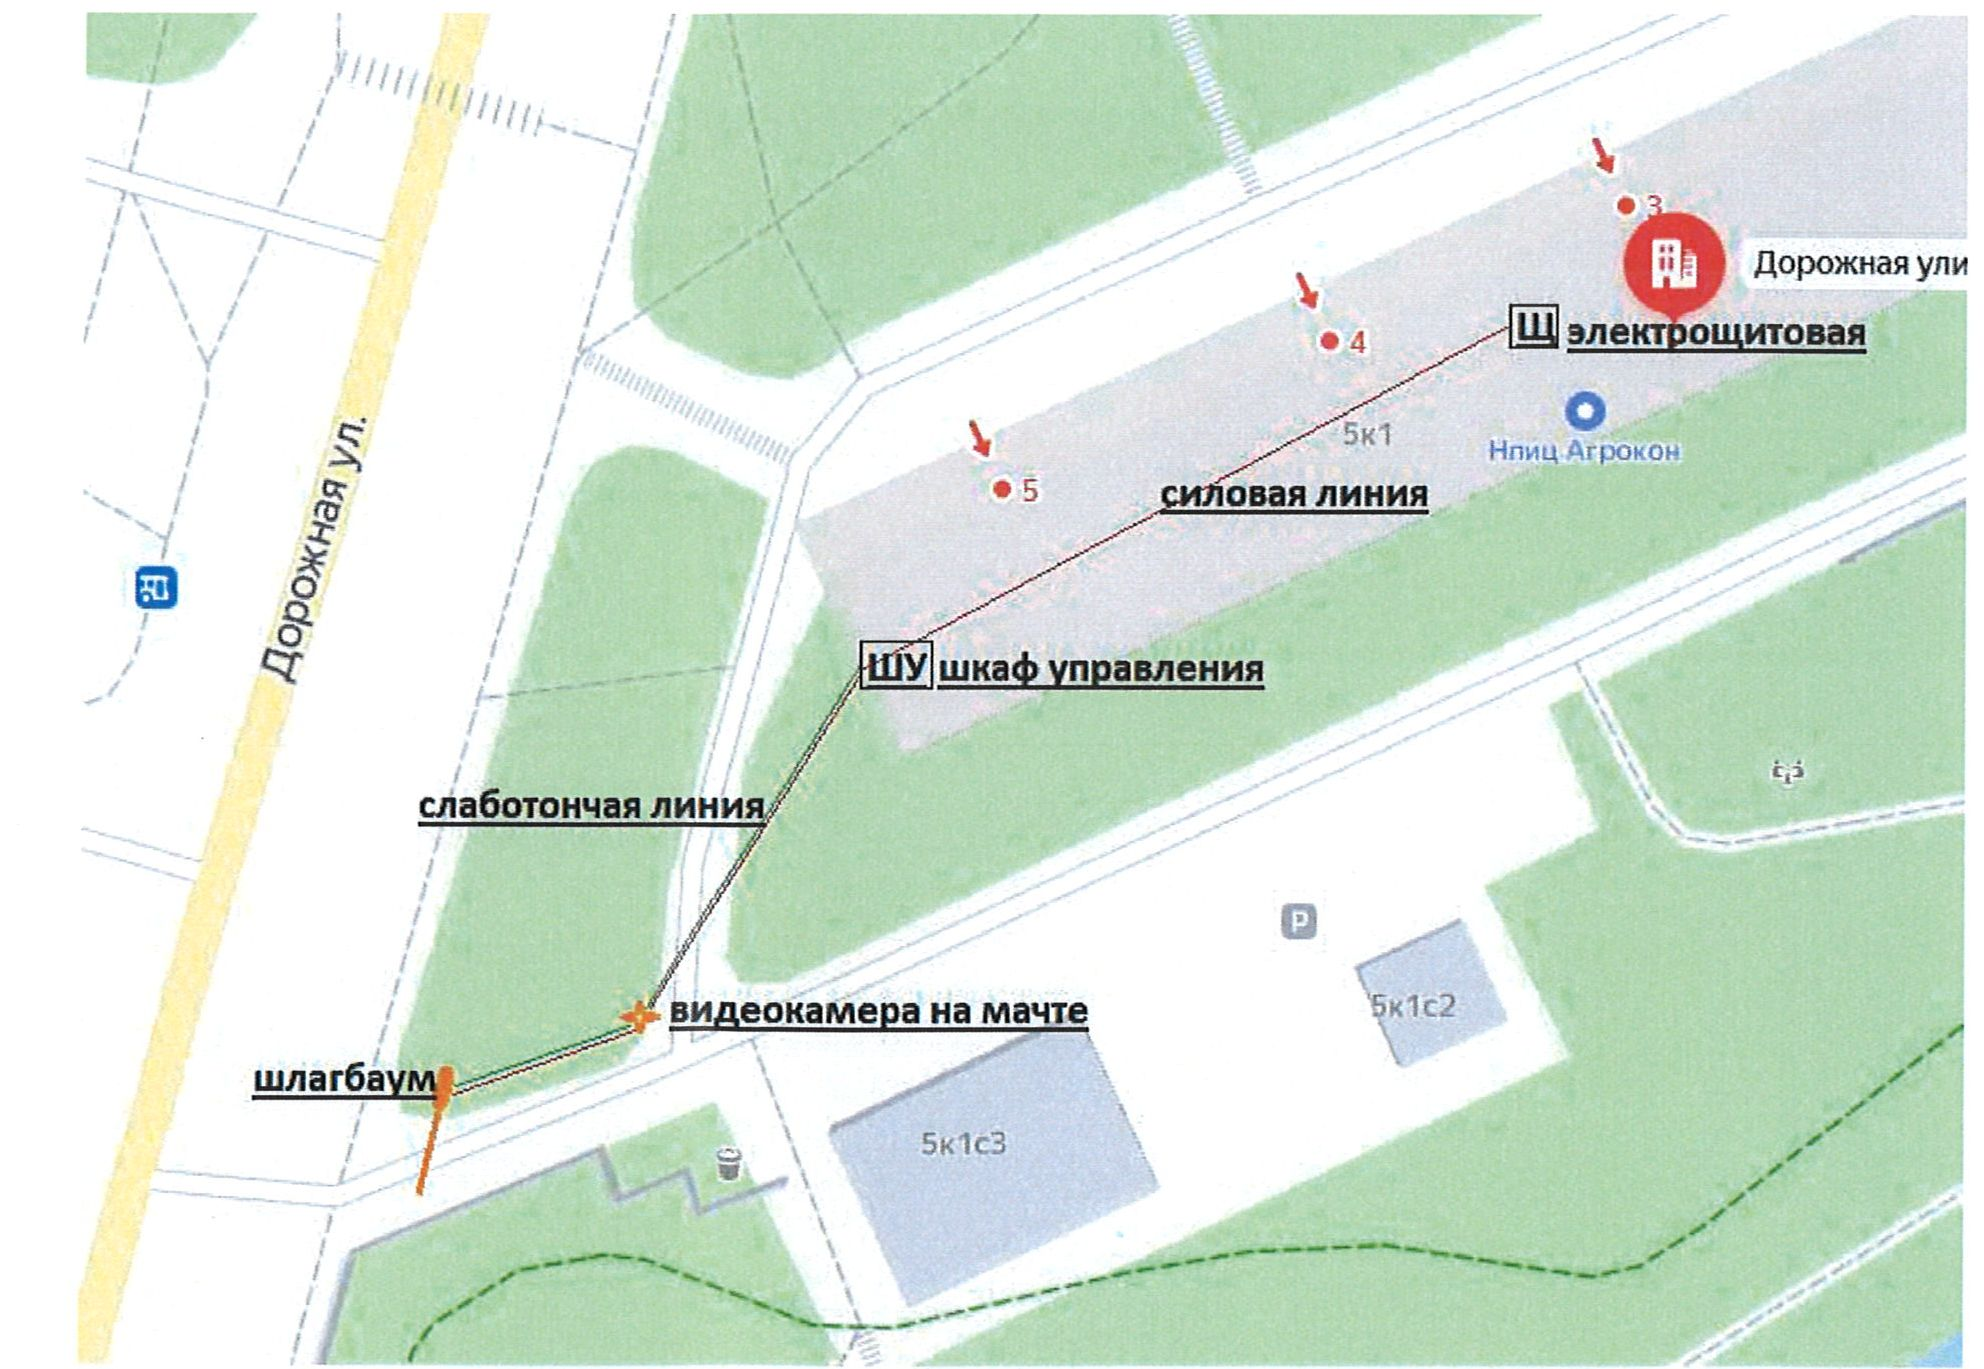 3
Дорожная ули
Щ электрощитовая
4
5к1
Нпиц Агрокон
5
силовая линия
Дорожная ул.
ШУ шкаф управления
слаботончая линия
P
5к1с2
видеокамера на мачте
шлагбаум
5к1с3